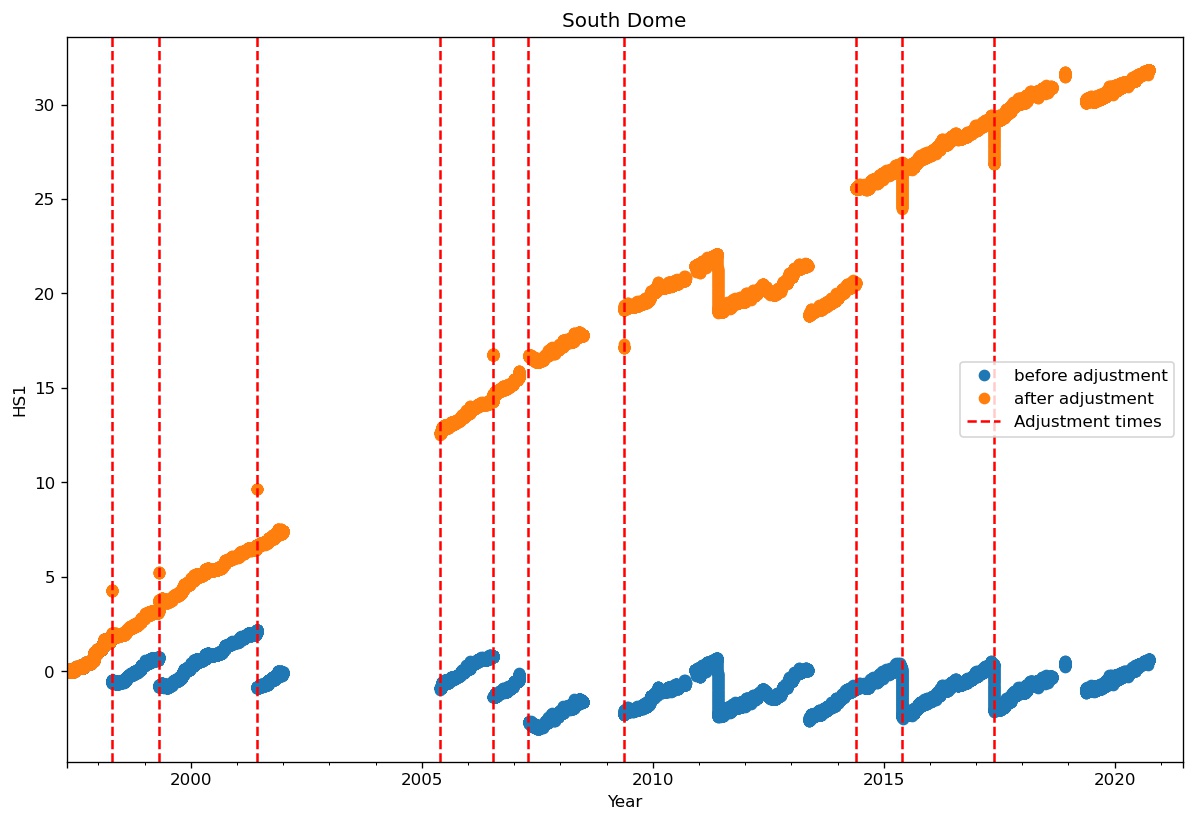 South Dome
HS1
30
25
20
15
10
5
0
before adjustment
after adjustment
Adjustment times
2000 2005 2010 2015 2020
Year